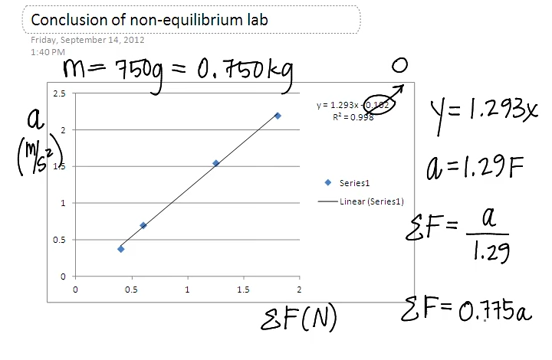 Conclusion of non-equilibrium lab
Friday, September 14, 2012
1:40 PM
m = 750g = 0.750kg
0
y = 1.293x - 0.102
R² = 0.998
y = 1.293x
a
(m/s²)
2.5
2
1.5
1
0.5
0
0
0.5
1
1.5
2
Series1
Linear (Series1)
a = 1.29F
ΣF = a
1.29
ΣF(N)
ΣF = 0.775a